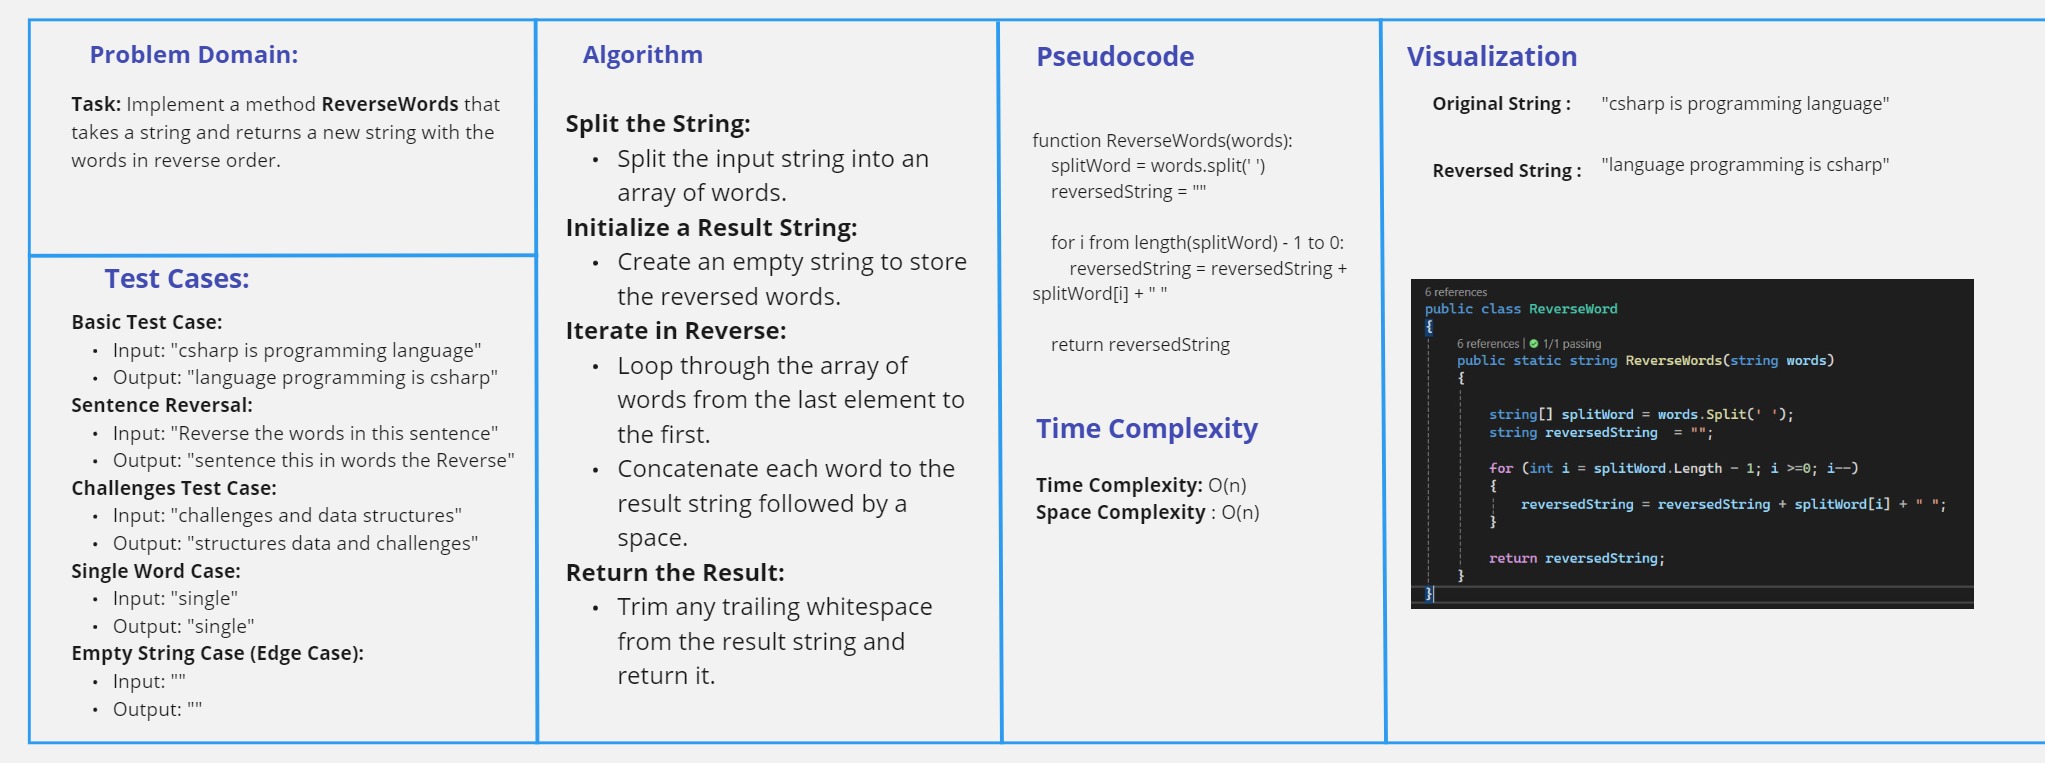 Problem Domain:
Task: Implement a method ReverseWords that
takes a string and returns a new string with the
words in reverse order.
Test Cases:
Basic Test Case:
• Input: "csharp is programming language"
• Output: "language programming is csharp"
Sentence Reversal:
• Input: "Reverse the words in this sentence"
• Output: "sentence this in words the Reverse"
Challenges Test Case:
• Input: "challenges and data structures"
• Output: "structures data and challenges"
Single Word Case:
• Input: "single"
• Output: "single"
Empty String Case (Edge Case):
• Input: ""
• Output: ""
Algorithm
Split the String:
• Split the input string into an
array of words.
Initialize a Result String:
• Create an empty string to store
the reversed words.
Iterate in Reverse:
• Loop through the array of
words from the last element to
the first.
• Concatenate each word to the
result string followed by a
space.
Return the Result:
• Trim any trailing whitespace
from the result string and
return it.
Pseudocode
function ReverseWords(words):
splitWord = words.split(' ')
reversedString = ""
for i from length(splitWord) - 1 to 0:
reversedString = reversedString +
splitWord[i] + " "
return reversedString
Time Complexity
Time Complexity: O(n)
Space Complexity : O(n)
Visualization
Original String : "csharp is programming language"
Reversed String : "language programming is csharp"
6 references
public class ReverseWord
{
6 references | 1/1 passing
public static string ReverseWords(string words)
{
string[] splitWord = words.Split(' ');
string reversedString = "";
for (int i = splitWord.Length - 1; i >=0; i--)
{
reversedString = reversedString + splitWord[i] + " ";
}
return reversedString;
}
}